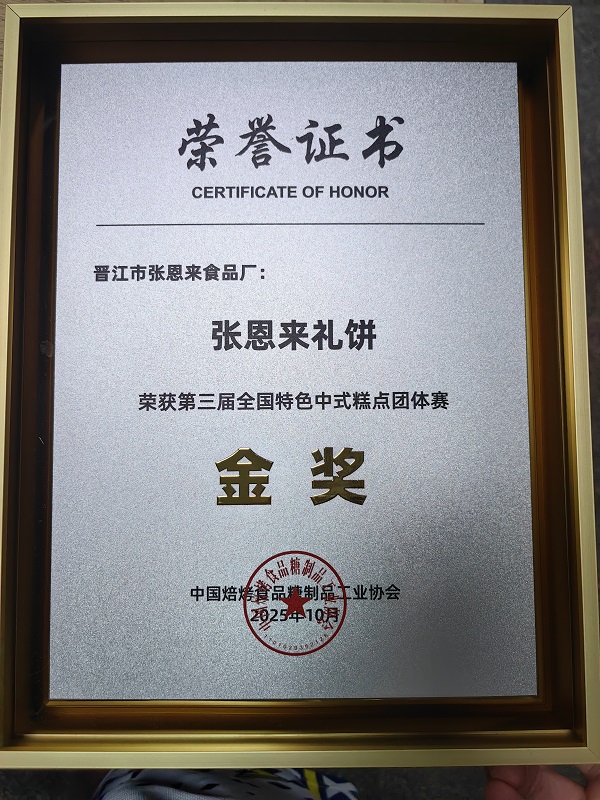 荣誉证书
CERTIFICATE OF HONOR
晋江市张恩来食品厂：
张恩来礼饼
荣获第三届全国特色中式糕点团体赛
金奖
中国焙烤食品糖制品工业协会
2025年10月